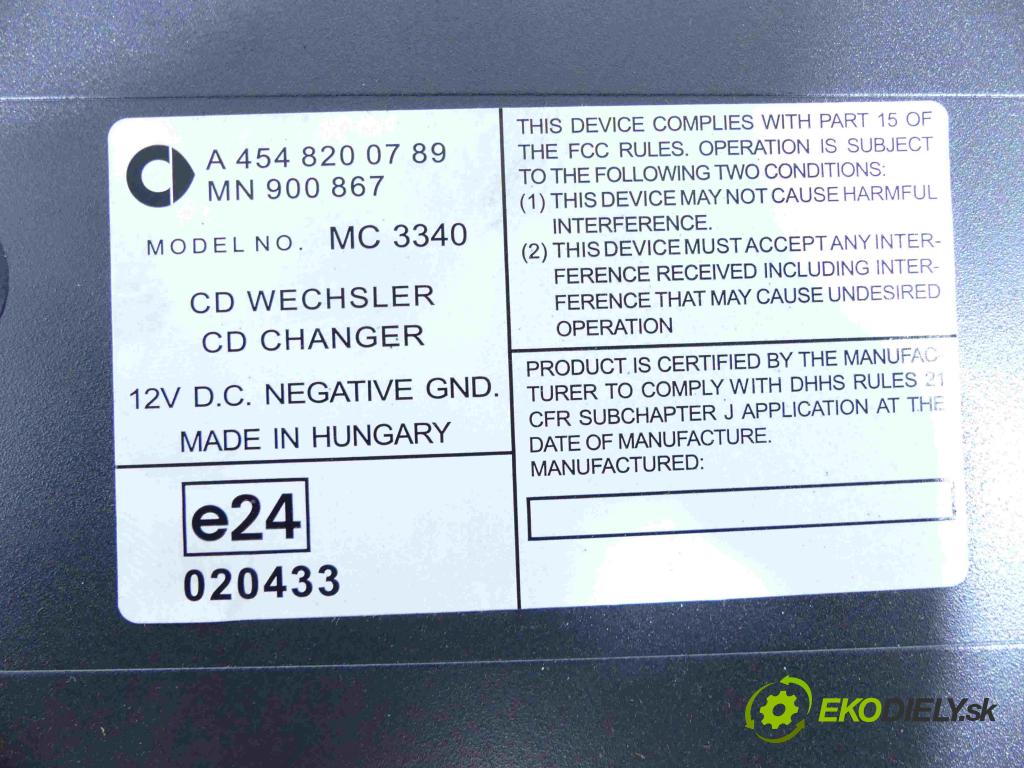 A 454 820 07 89
MN 900 867
MODEL NO. MC 3340
CD WECHSLER
CD CHANGER
12V D.C. NEGATIVE GND.
MADE IN HUNGARY
e24
020433
THIS DEVICE COMPLIES WITH PART 15 OF
THE FCC RULES. OPERATION IS SUBJECT
TO THE FOLLOWING TWO CONDITIONS:
(1) THIS DEVICE MAY NOT CAUSE HARMFUL
INTERFERENCE.
(2) THIS DEVICE MUST ACCEPT ANY INTER-
FERENCE RECEIVED INCLUDING INTER-
FERENCE THAT MAY CAUSE UNDESIRED
OPERATION
PRODUCT IS CERTIFIED BY THE MANUFAC-
TURER TO COMPLY WITH DHHS RULES 21
CFR SUBCHAPTER J APPLICATION AT THE
DATE OF MANUFACTURE.
MANUFACTURED:
EKODIELY.sk